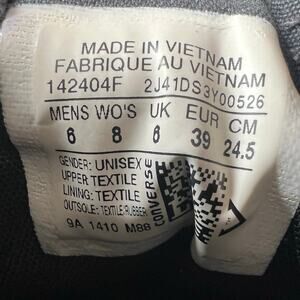 MADE IN VIETNAM
FABRIQUE AU VIETNAM
142404F 2J41DS3Y00526
MENS WO'S UK EUR CM
6 8 6 39 24.5
GENDER: UNISEX
UPPER: TEXTILE
LINING: TEXTILE
OUTSOLE: TEXTILE/RUBBER
9A 1410 M88
CONVERSE